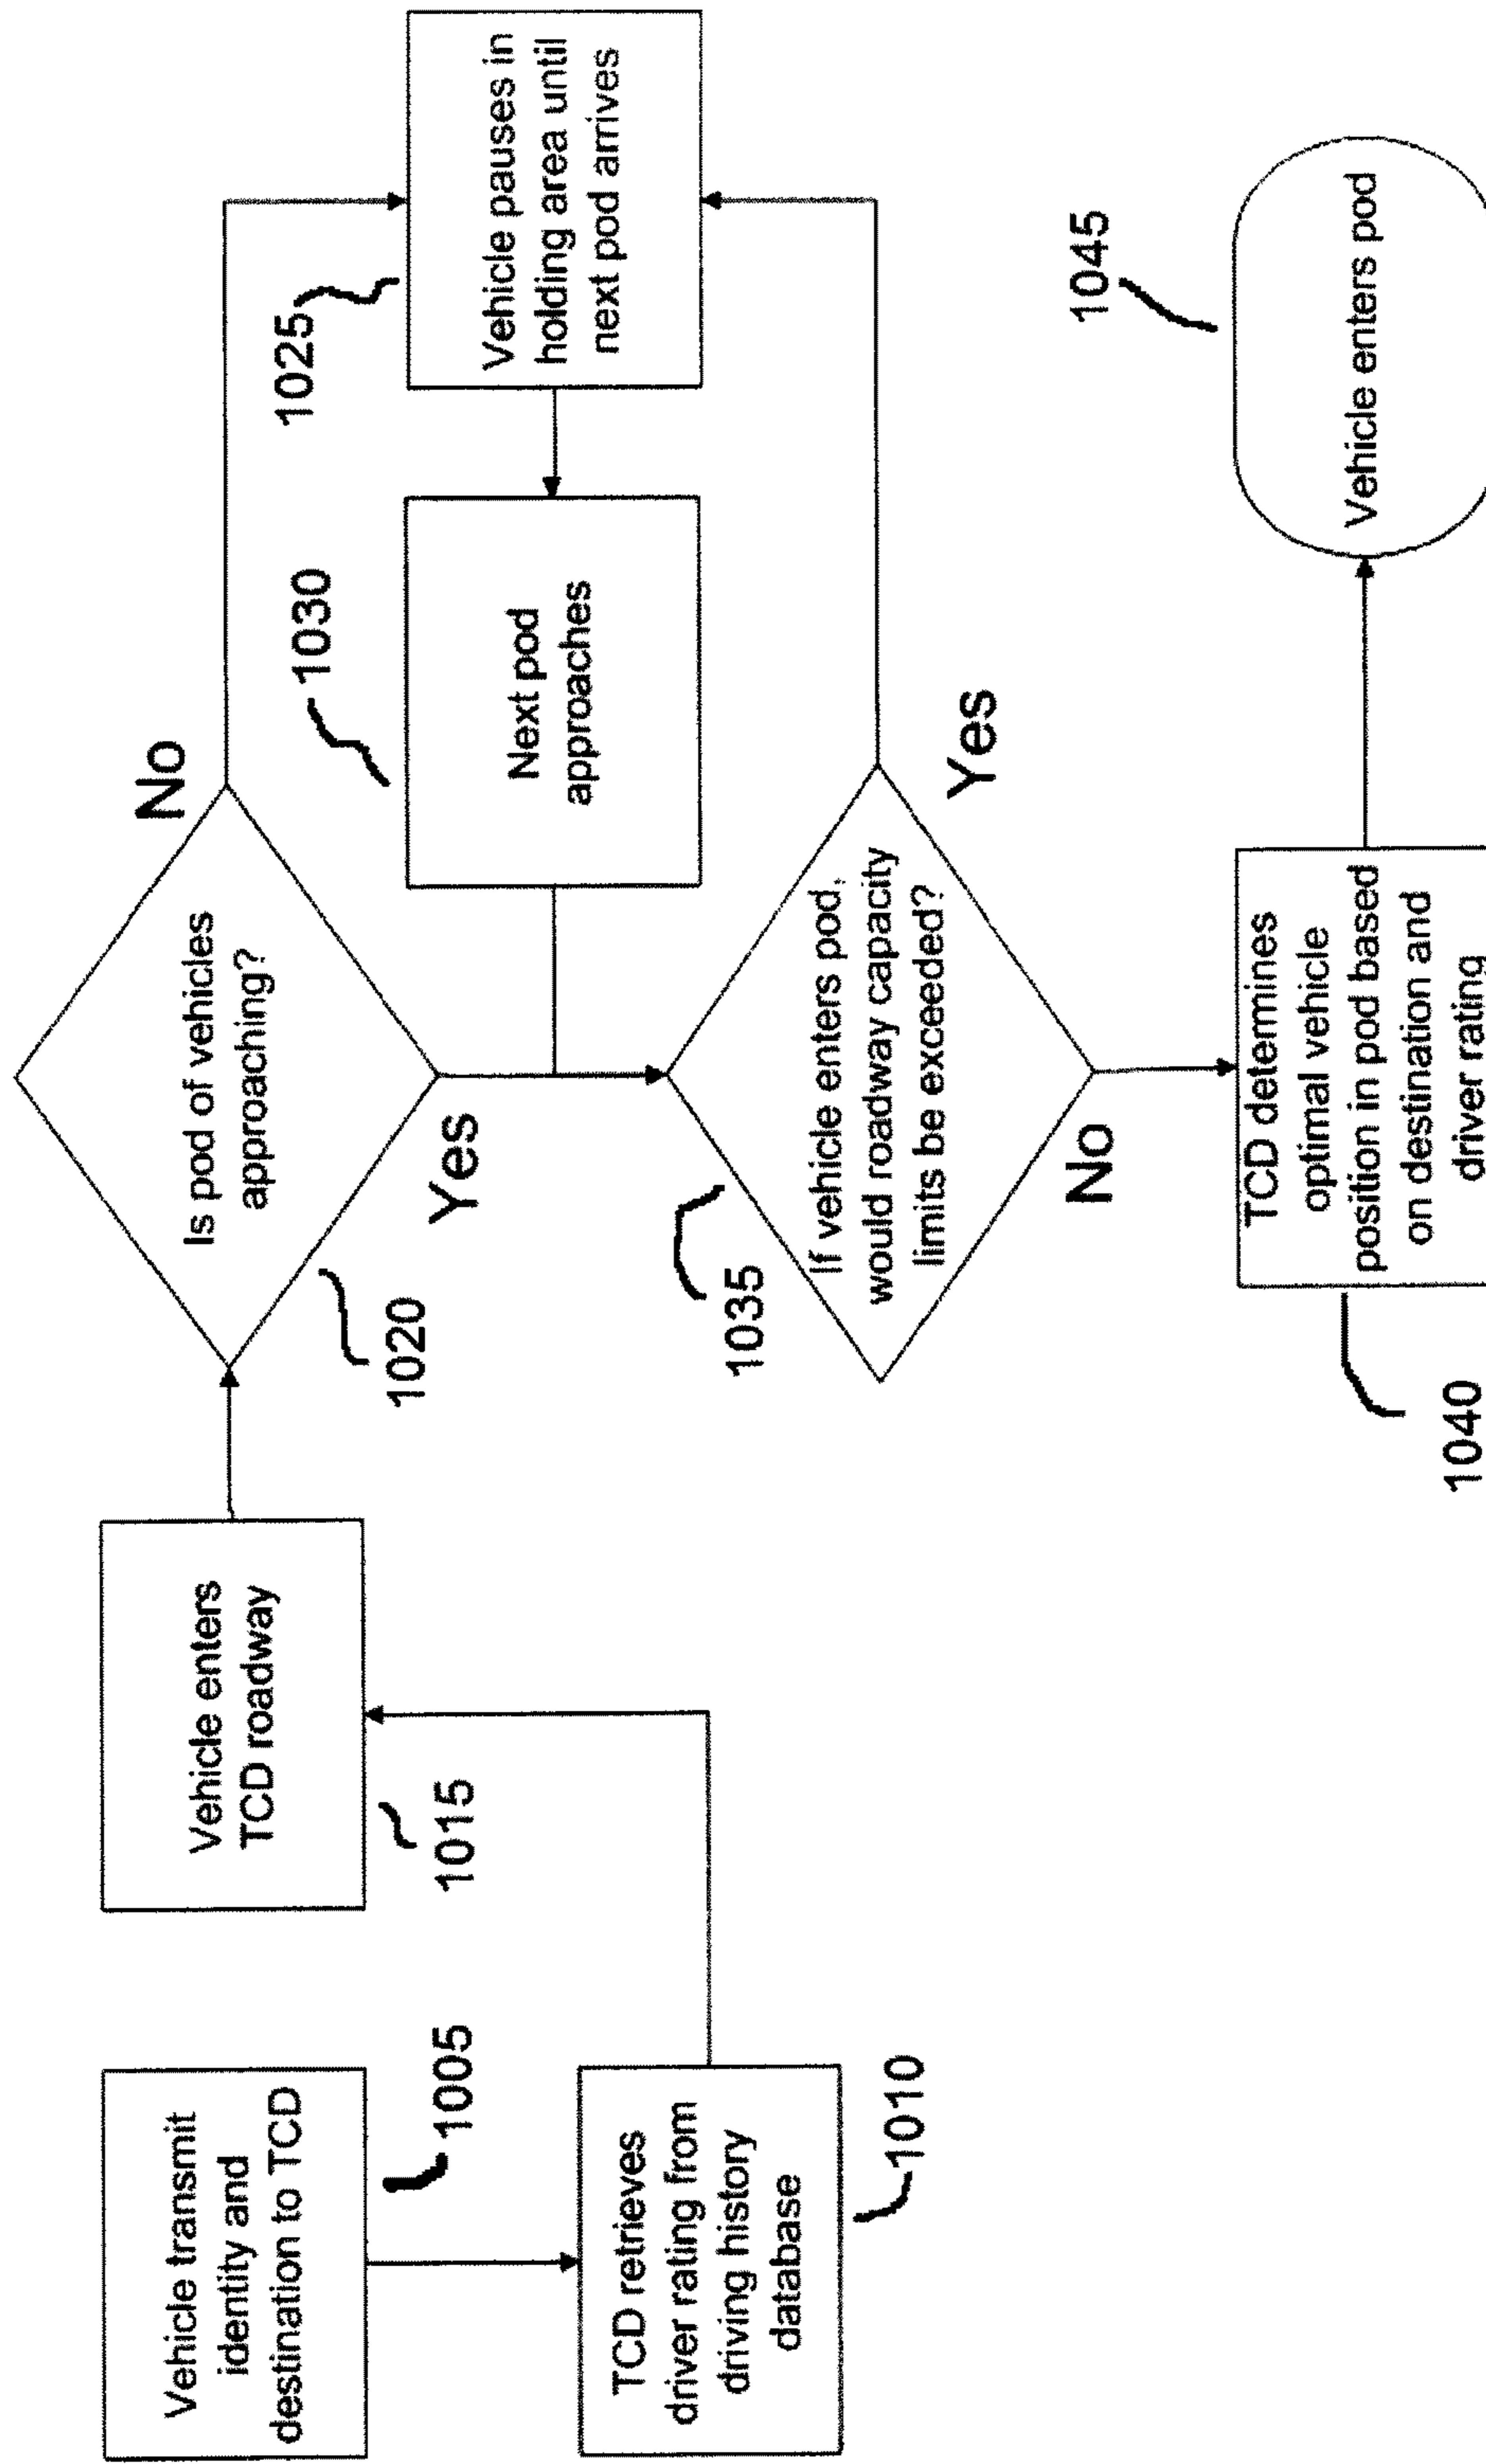 Vehicle transmit
identity and
destination to TCD
1005
TCD retrieves
driver rating from
driving history
database
1010
Vehicle enters
TCD roadway
1015
Is pod of vehicles
approaching?
1020
No
Yes
Vehicle pauses in
holding area until
next pod arrives
1025
Next pod
approaches
1030
If vehicle enters pod,
would roadway capacity
limits be exceeded?
1035
Yes
No
TCD determines
optimal vehicle
position in pod based
on destination and
driver rating
1040
Vehicle enters pod
1045